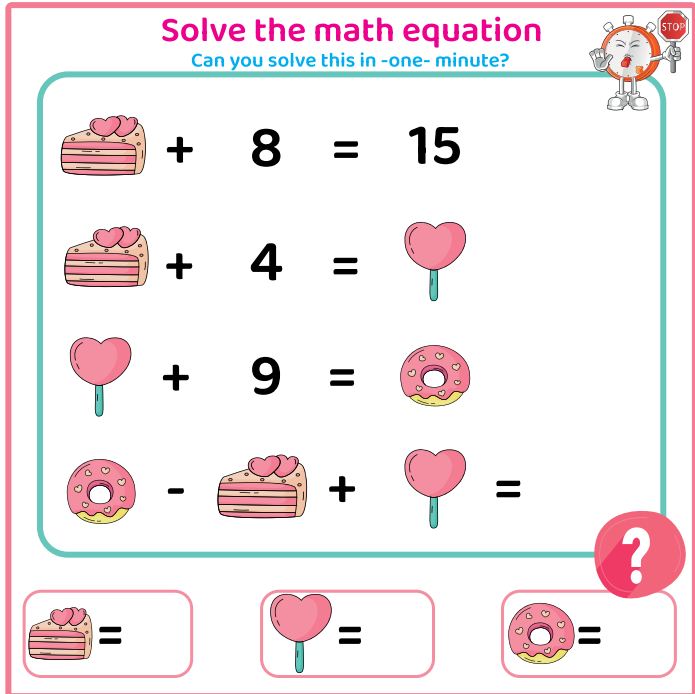 Solve the math equation
Can you solve this in -one- minute?
STOP
+ 8 = 15
+ 4 =
+ 9 =
- + =
?
=
=
=